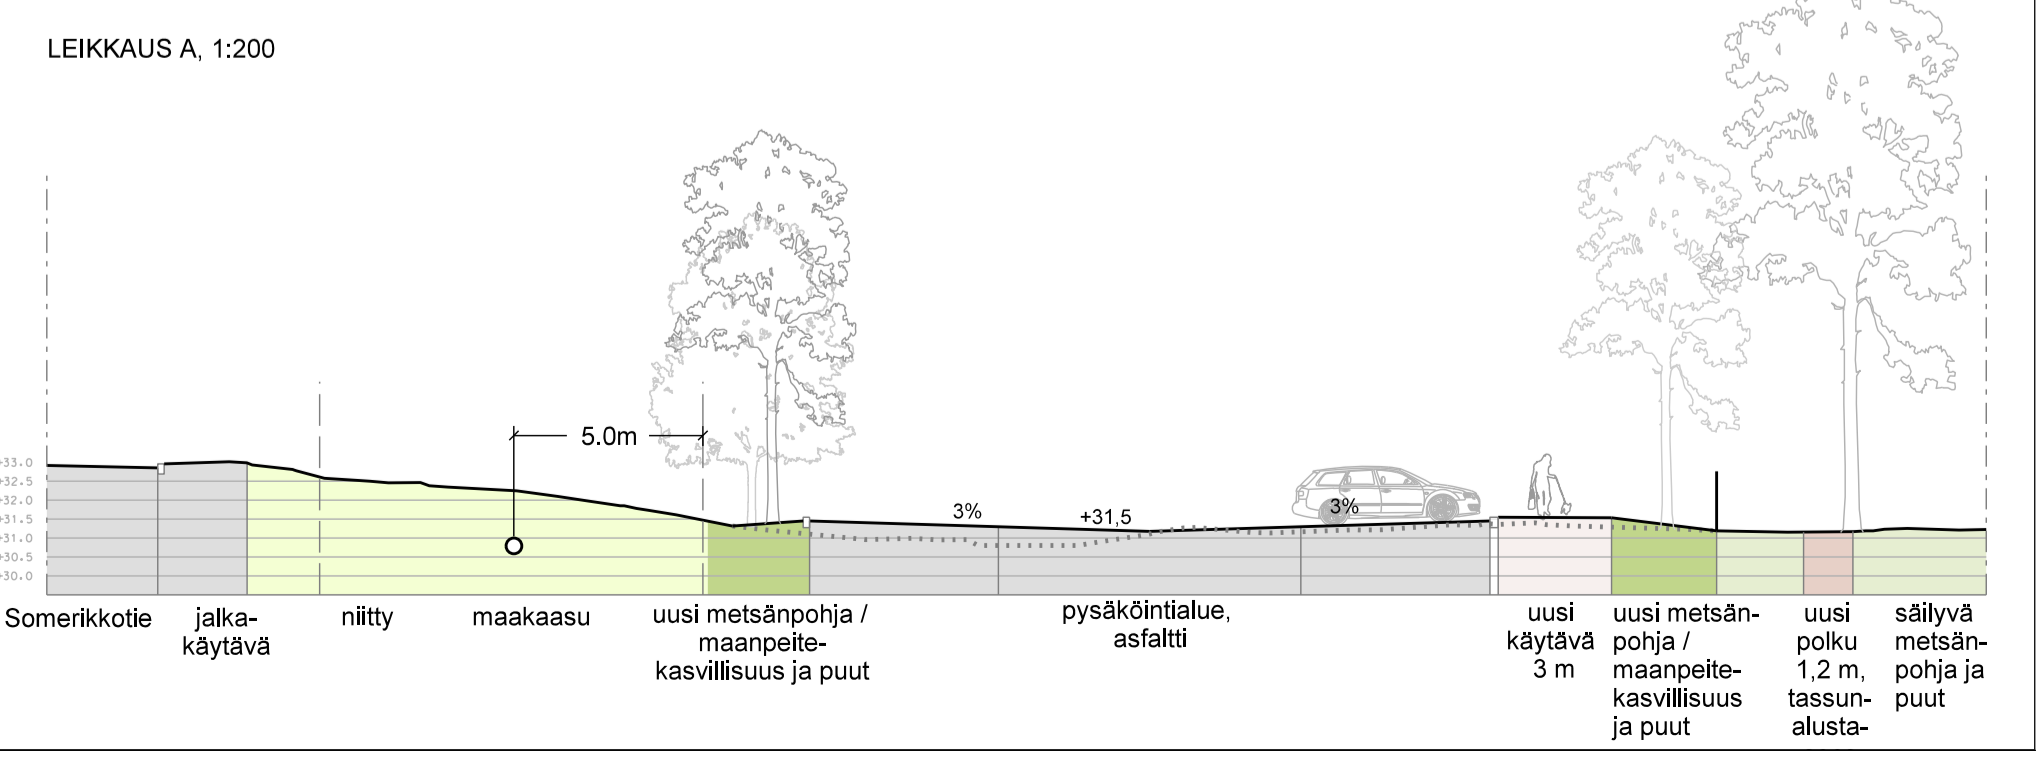 LEIKKAUS A, 1:200
5.0m
+33.0
+32.5
+32.0
+31.5
+31.0
+30.5
+30.0
3%
+31,5
3%
Somerikkotie
jalka-
käytävä
niitty
maakaasu
uusi metsänpohja /
maanpeite-
kasvillisuus ja puut
pysäköintialue,
asfaltti
uusi
käytävä
3 m
uusi metsän-
pohja /
maanpeite-
kasvillisuus
ja puut
uusi
polku
1,2 m,
tassun-
alusta-
säilyvä
metsän-
pohja ja
puut